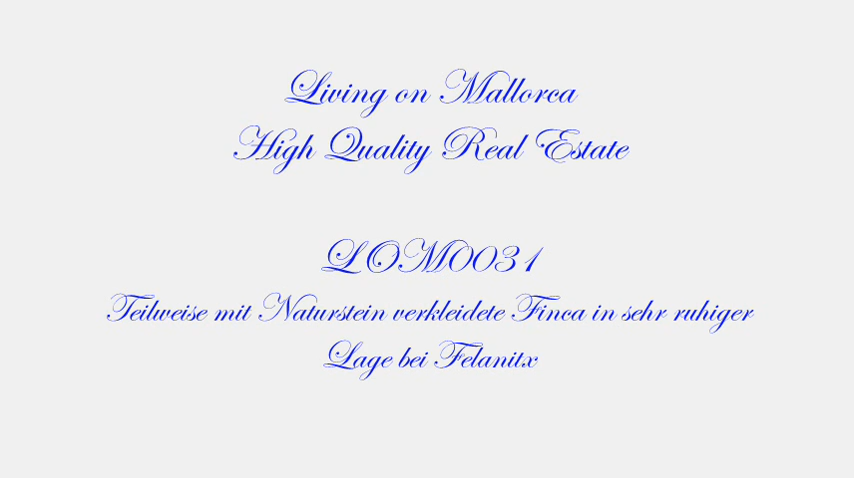 Living on Mallorca
High Quality Real Estate
LOM0031
Teilweise mit Naturstein verkleidete Finca in sehr ruhiger
Lage bei Felanitx